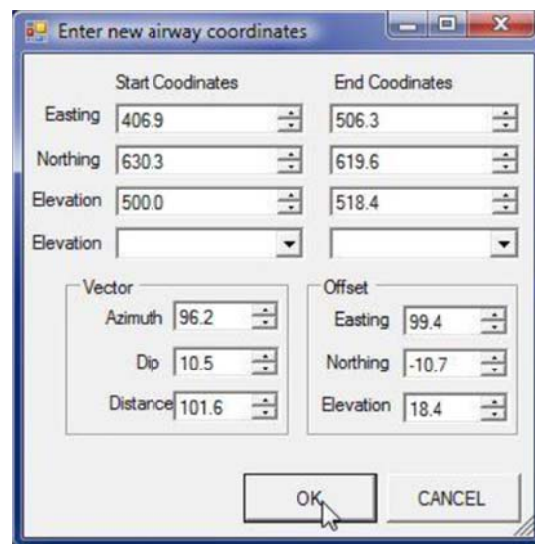 Enter new airway coordinates
Start Coodinates End Coodinates
Easting 406.9 506.3
Northing 630.3 619.6
Elevation 500.0 518.4
Elevation
Vector Offset
Azimuth 96.2 Easting 99.4
Dip 10.5 Northing -10.7
Distance 101.6 Elevation 18.4
OK CANCEL